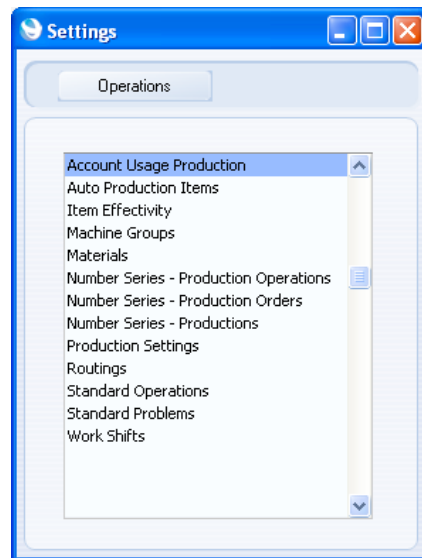 Settings
Operations
Account Usage Production
Auto Production Items
Item Effectivity
Machine Groups
Materials
Number Series - Production Operations
Number Series - Production Orders
Number Series - Productions
Production Settings
Routings
Standard Operations
Standard Problems
Work Shifts